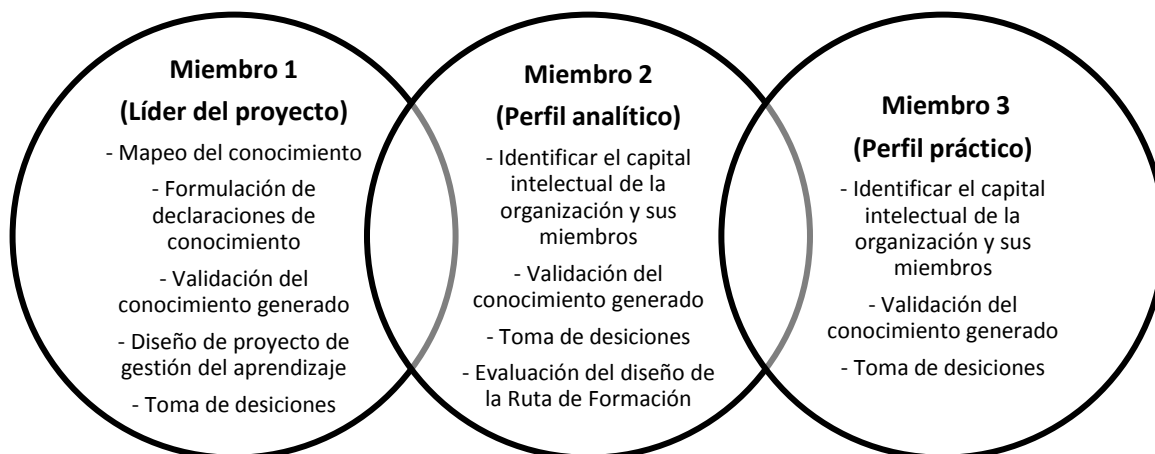 Miembro 1
(Líder del proyecto)
- Mapeo del conocimiento
- Formulación de
declaraciones de
conocimiento
- Validación del
conocimiento generado
- Diseño de proyecto de
gestión del aprendizaje
- Toma de desiciones
Miembro 2
(Perfil analítico)
- Identificar el capital
intelectual de la
organización y sus
miembros
- Validación del
conocimiento generado
- Toma de desiciones
- Evaluación del diseño de
la Ruta de Formación
Miembro 3
(Perfil práctico)
- Identificar el capital
intelectual de la
organización y sus
miembros
- Validación del
conocimiento generado
- Toma de desiciones